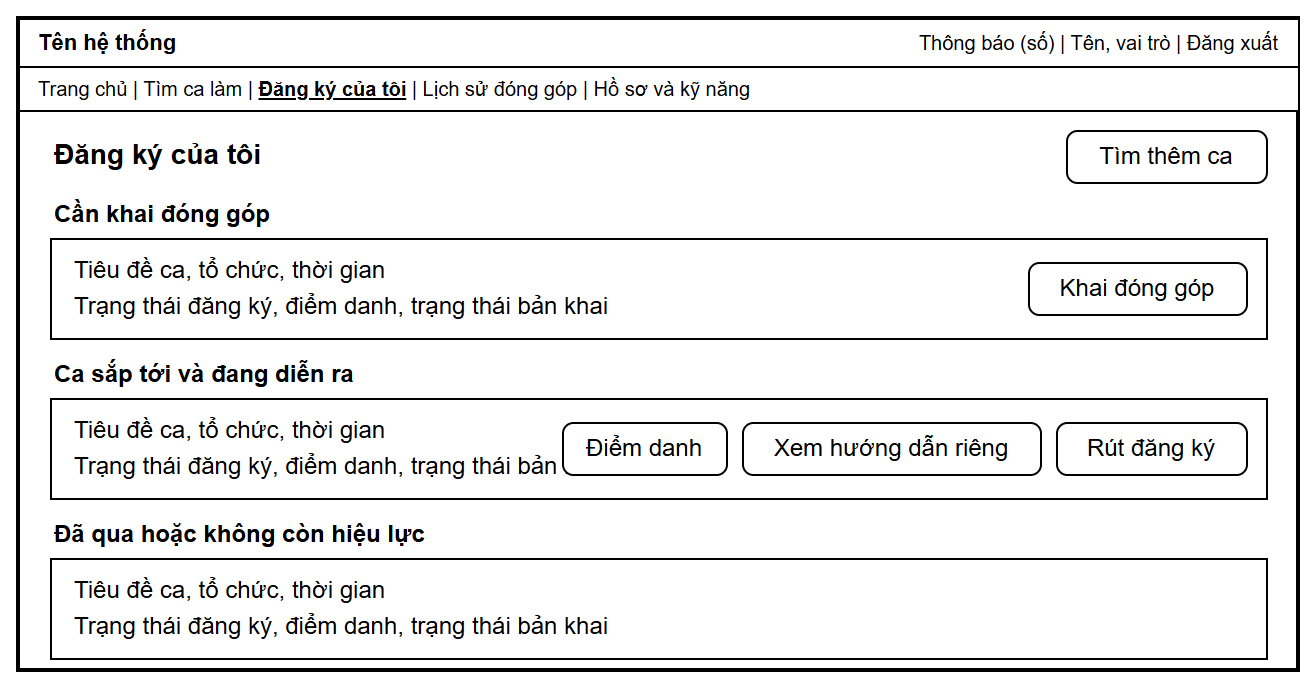 Tên hệ thống
Thông báo (số) | Tên, vai trò | Đăng xuất
Trang chủ | Tìm ca làm | Đăng ký của tôi | Lịch sử đóng góp | Hồ sơ và kỹ năng
Đăng ký của tôi
Tìm thêm ca
Cần khai đóng góp
Tiêu đề ca, tổ chức, thời gian
Trạng thái đăng ký, điểm danh, trạng thái bản khai
Khai đóng góp
Ca sắp tới và đang diễn ra
Tiêu đề ca, tổ chức, thời gian
Trạng thái đăng ký, điểm danh, trạng thái bản
Điểm danh
Xem hướng dẫn riêng
Rút đăng ký
Đã qua hoặc không còn hiệu lực
Tiêu đề ca, tổ chức, thời gian
Trạng thái đăng ký, điểm danh, trạng thái bản khai